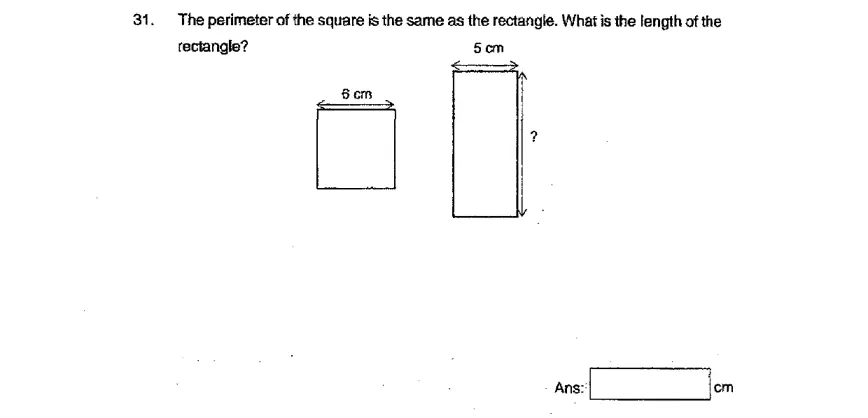 31. The perimeter of the square is the same as the rectangle. What is the length of the
rectangle?
5 cm
6 cm
?
Ans: cm